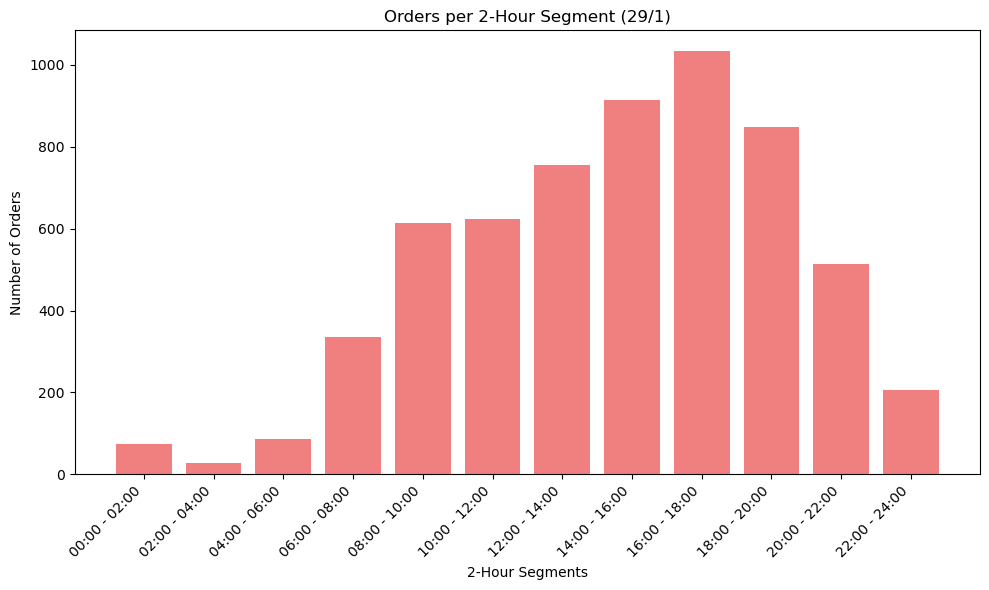 Orders per 2-Hour Segment (29/1)
Number of Orders
1000
800
600
400
200
0
00:00 - 02:00
02:00 - 04:00
04:00 - 06:00
06:00 - 08:00
08:00 - 10:00
10:00 - 12:00
12:00 - 14:00
14:00 - 16:00
16:00 - 18:00
18:00 - 20:00
20:00 - 22:00
22:00 - 24:00
2-Hour Segments